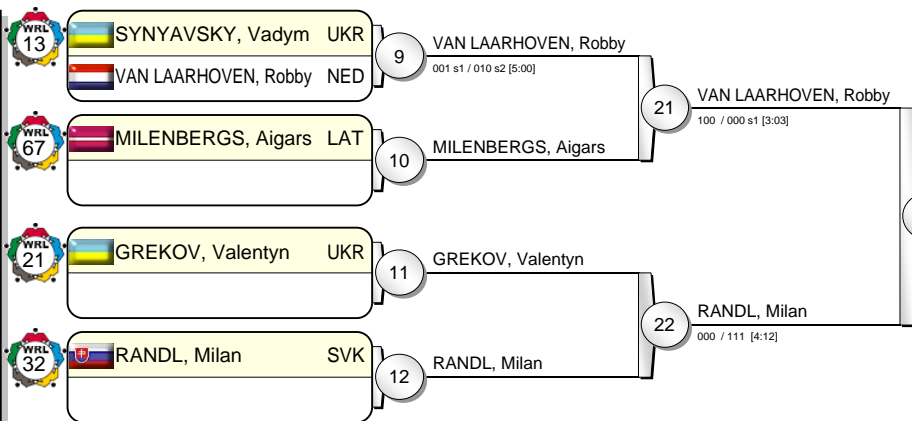 WRL
13
SYNYAVSKY, Vadym UKR
VAN LAARHOVEN, Robby NED
9
VAN LAARHOVEN, Robby
001 s1 / 010 s2 [5:00]
WRL
67
MILENBERGS, Aigars LAT
10
MILENBERGS, Aigars
21
VAN LAARHOVEN, Robby
100 / 000 s1 [3:03]
WRL
21
GREKOV, Valentyn UKR
11
GREKOV, Valentyn
WRL
32
RANDL, Milan SVK
12
RANDL, Milan
22
RANDL, Milan
000 / 111 [4:12]